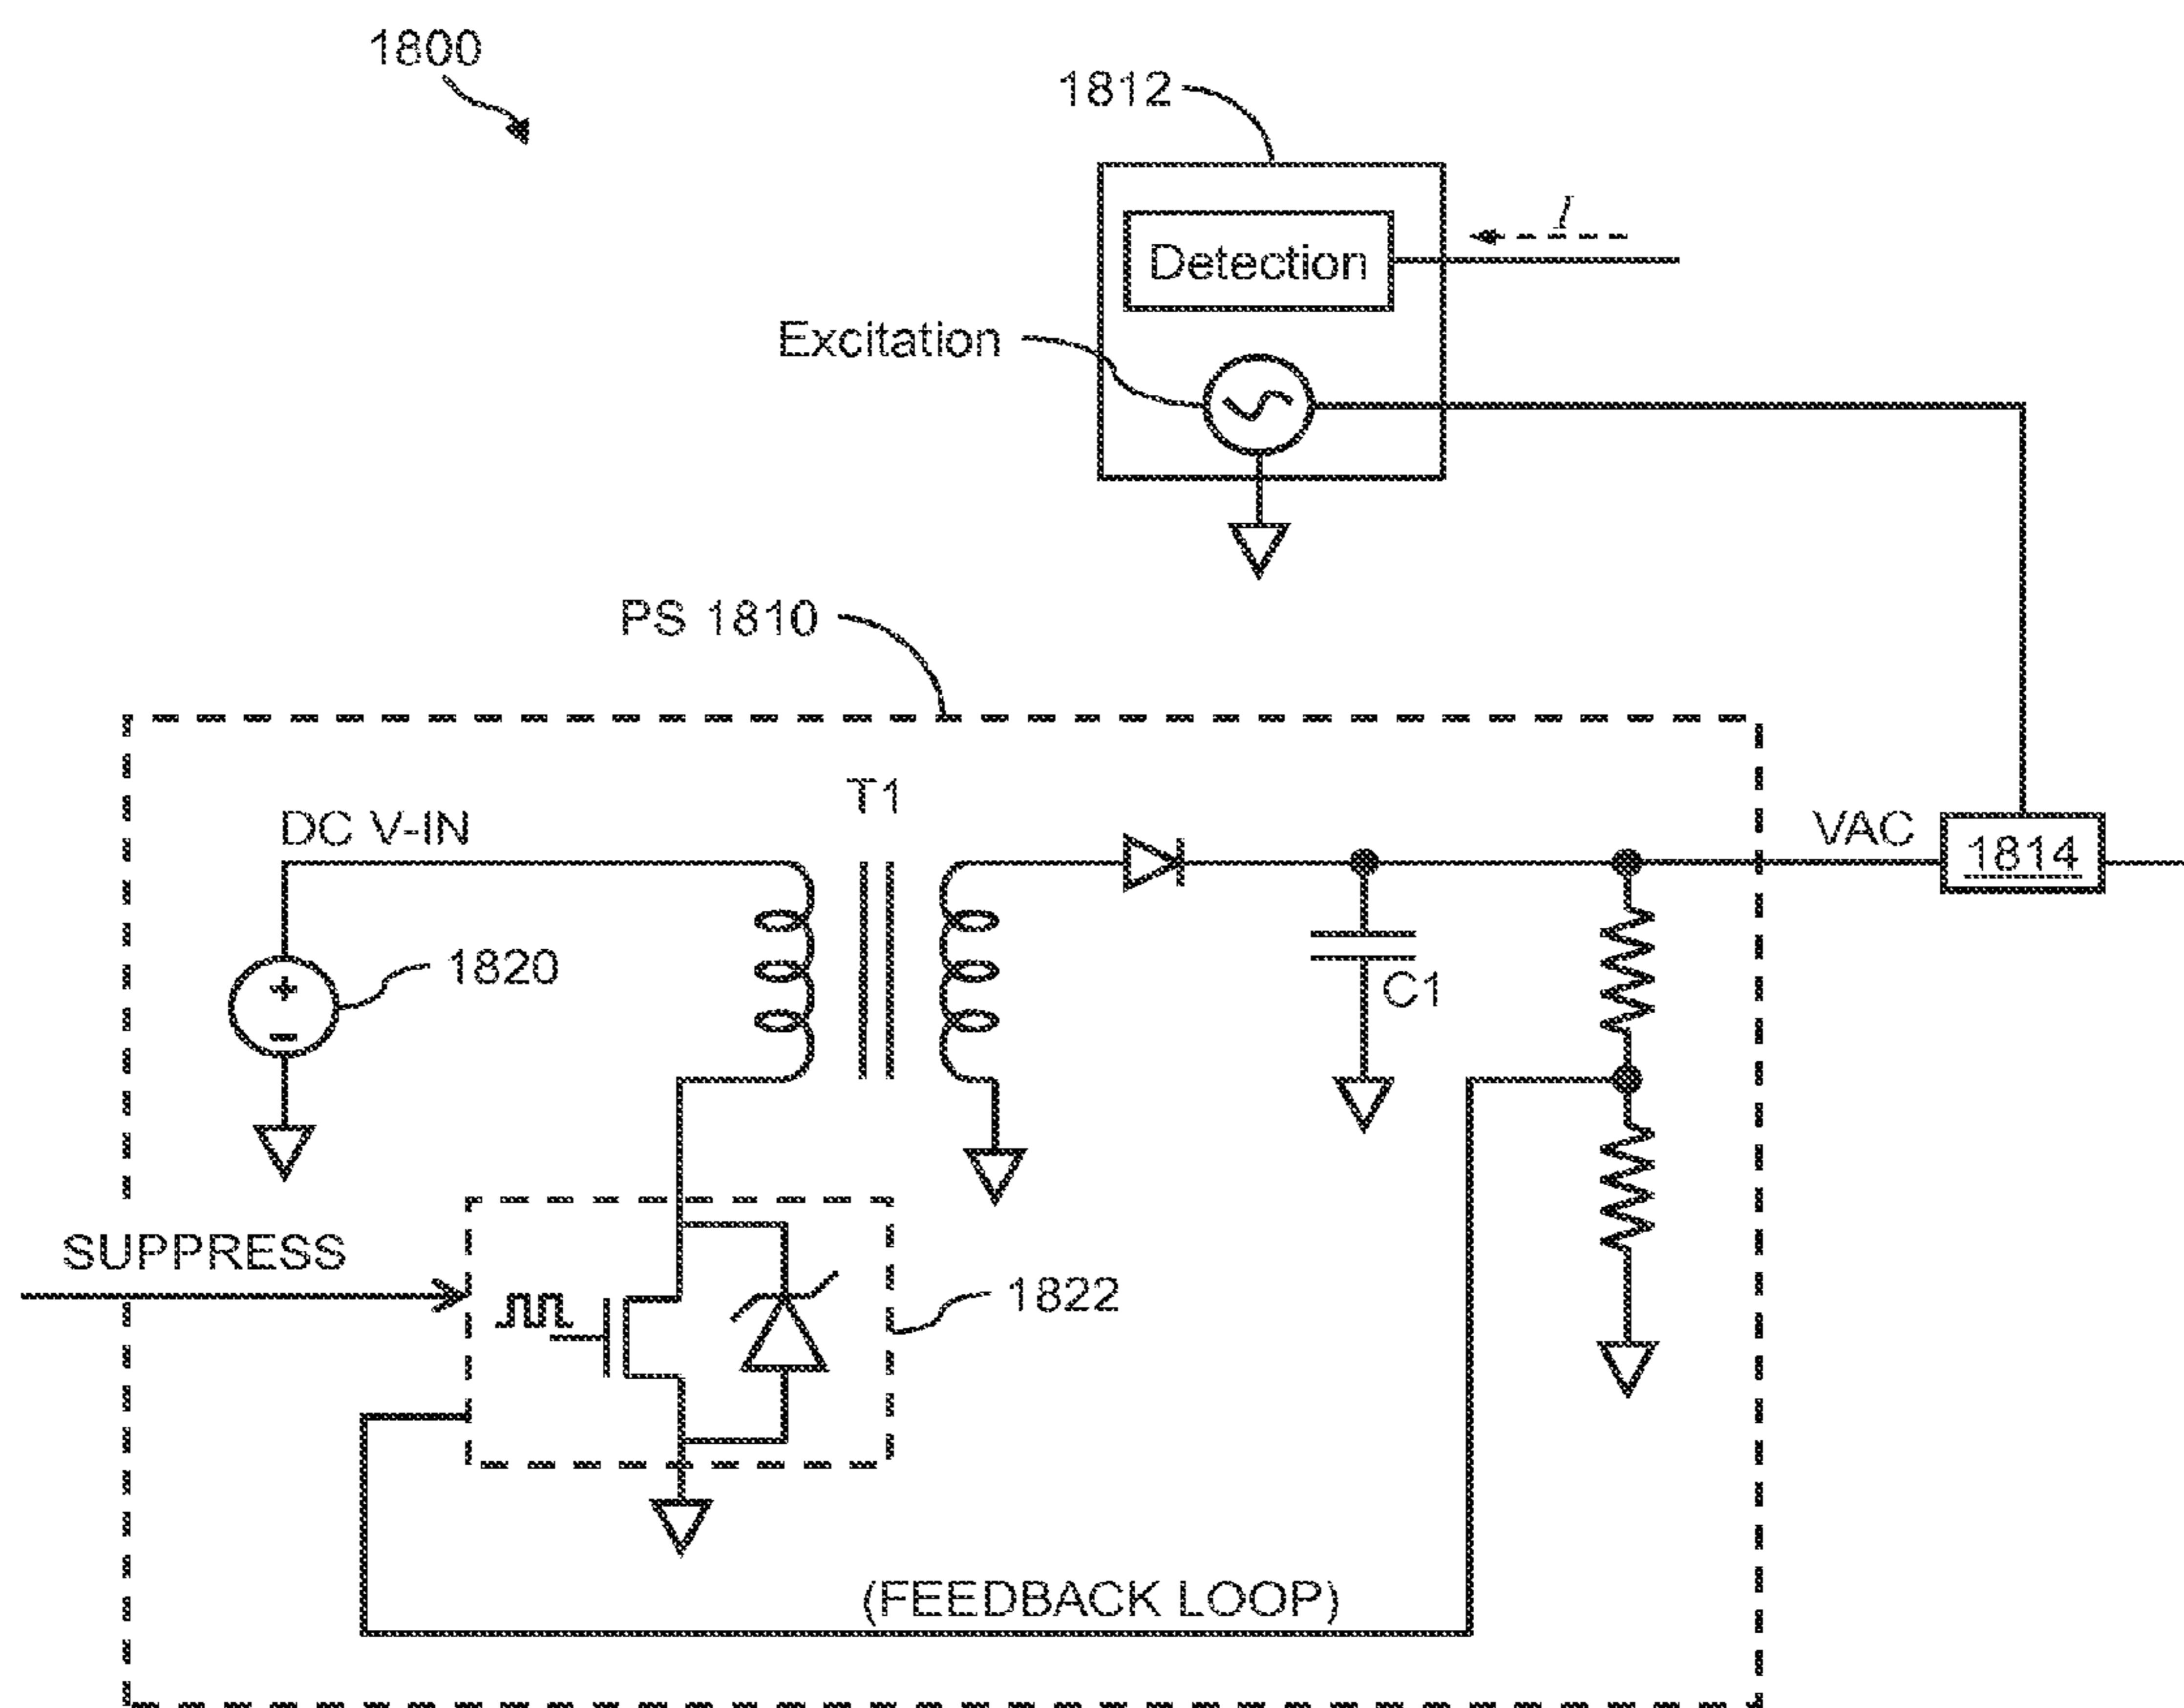 1800
1812
I
Detection
Excitation
PS 1810
T1
DC V-IN
VAC
1814
1820
C1
SUPPRESS
1822
(FEEDBACK LOOP)